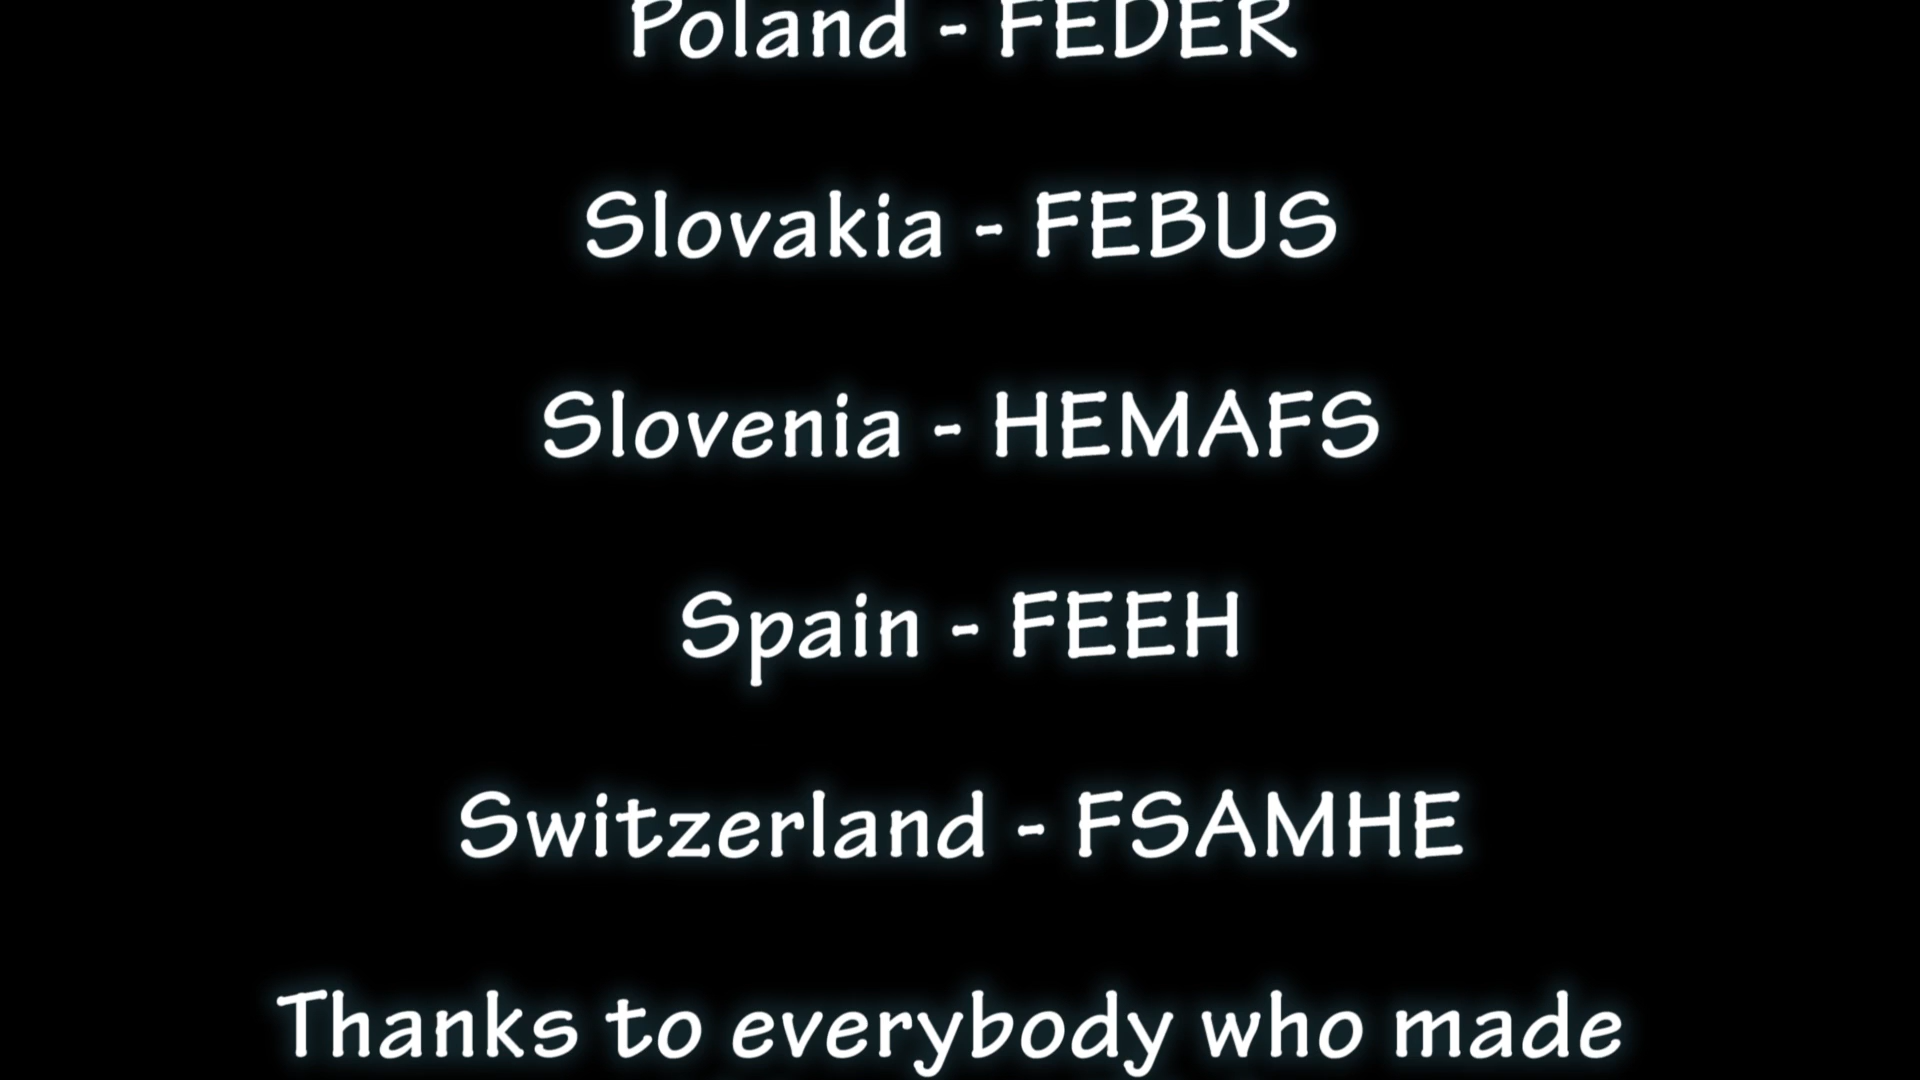 Poland - FEDER
Slovakia - FEBUS
Slovenia - HEMAFS
Spain - FEEH
Switzerland - FSAMHE
Thanks to everybody who made